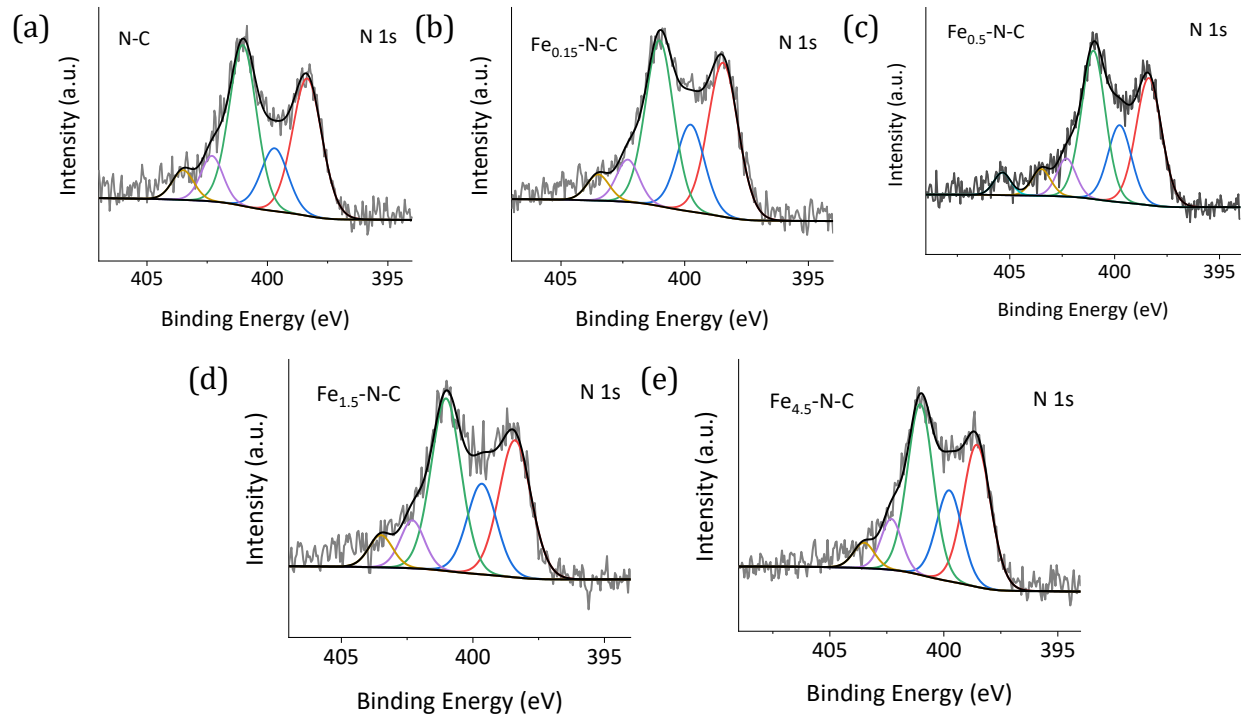 (a)
N-C
N 1s
Intensity (a.u.)
405
400
395
Binding Energy (eV)
(b)
Fe₀.₁₅-N-C
N 1s
Intensity (a.u.)
405
400
395
Binding Energy (eV)
(c)
Fe₀.₅-N-C
N 1s
Intensity (a.u.)
405
400
395
Binding Energy (eV)
(d)
Fe₁.₅-N-C
N 1s
Intensity (a.u.)
405
400
395
Binding Energy (eV)
(e)
Fe₄.₅-N-C
N 1s
Intensity (a.u.)
405
400
395
Binding Energy (eV)